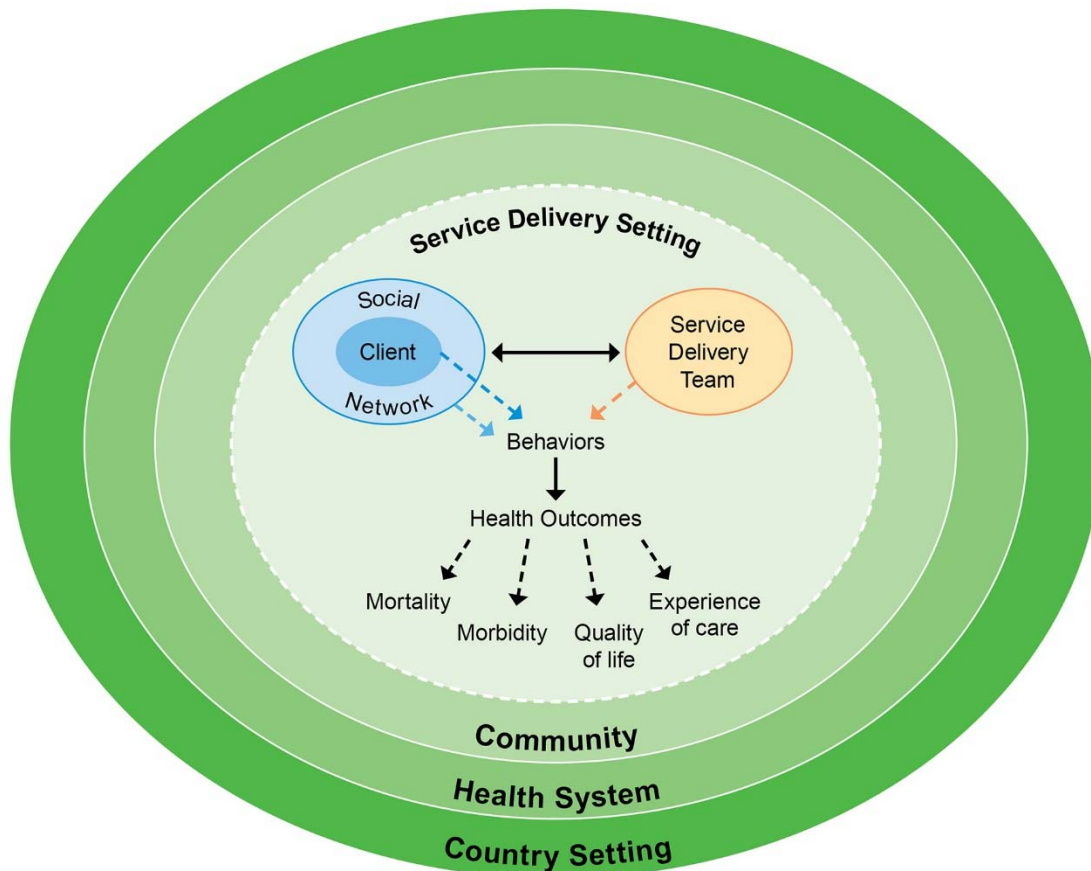 Service Delivery Setting
Social
Client
Network
Service
Delivery
Team
Behaviors
Health Outcomes
Mortality
Morbidity
Quality
of life
Experience
of care
Community
Health System
Country Setting